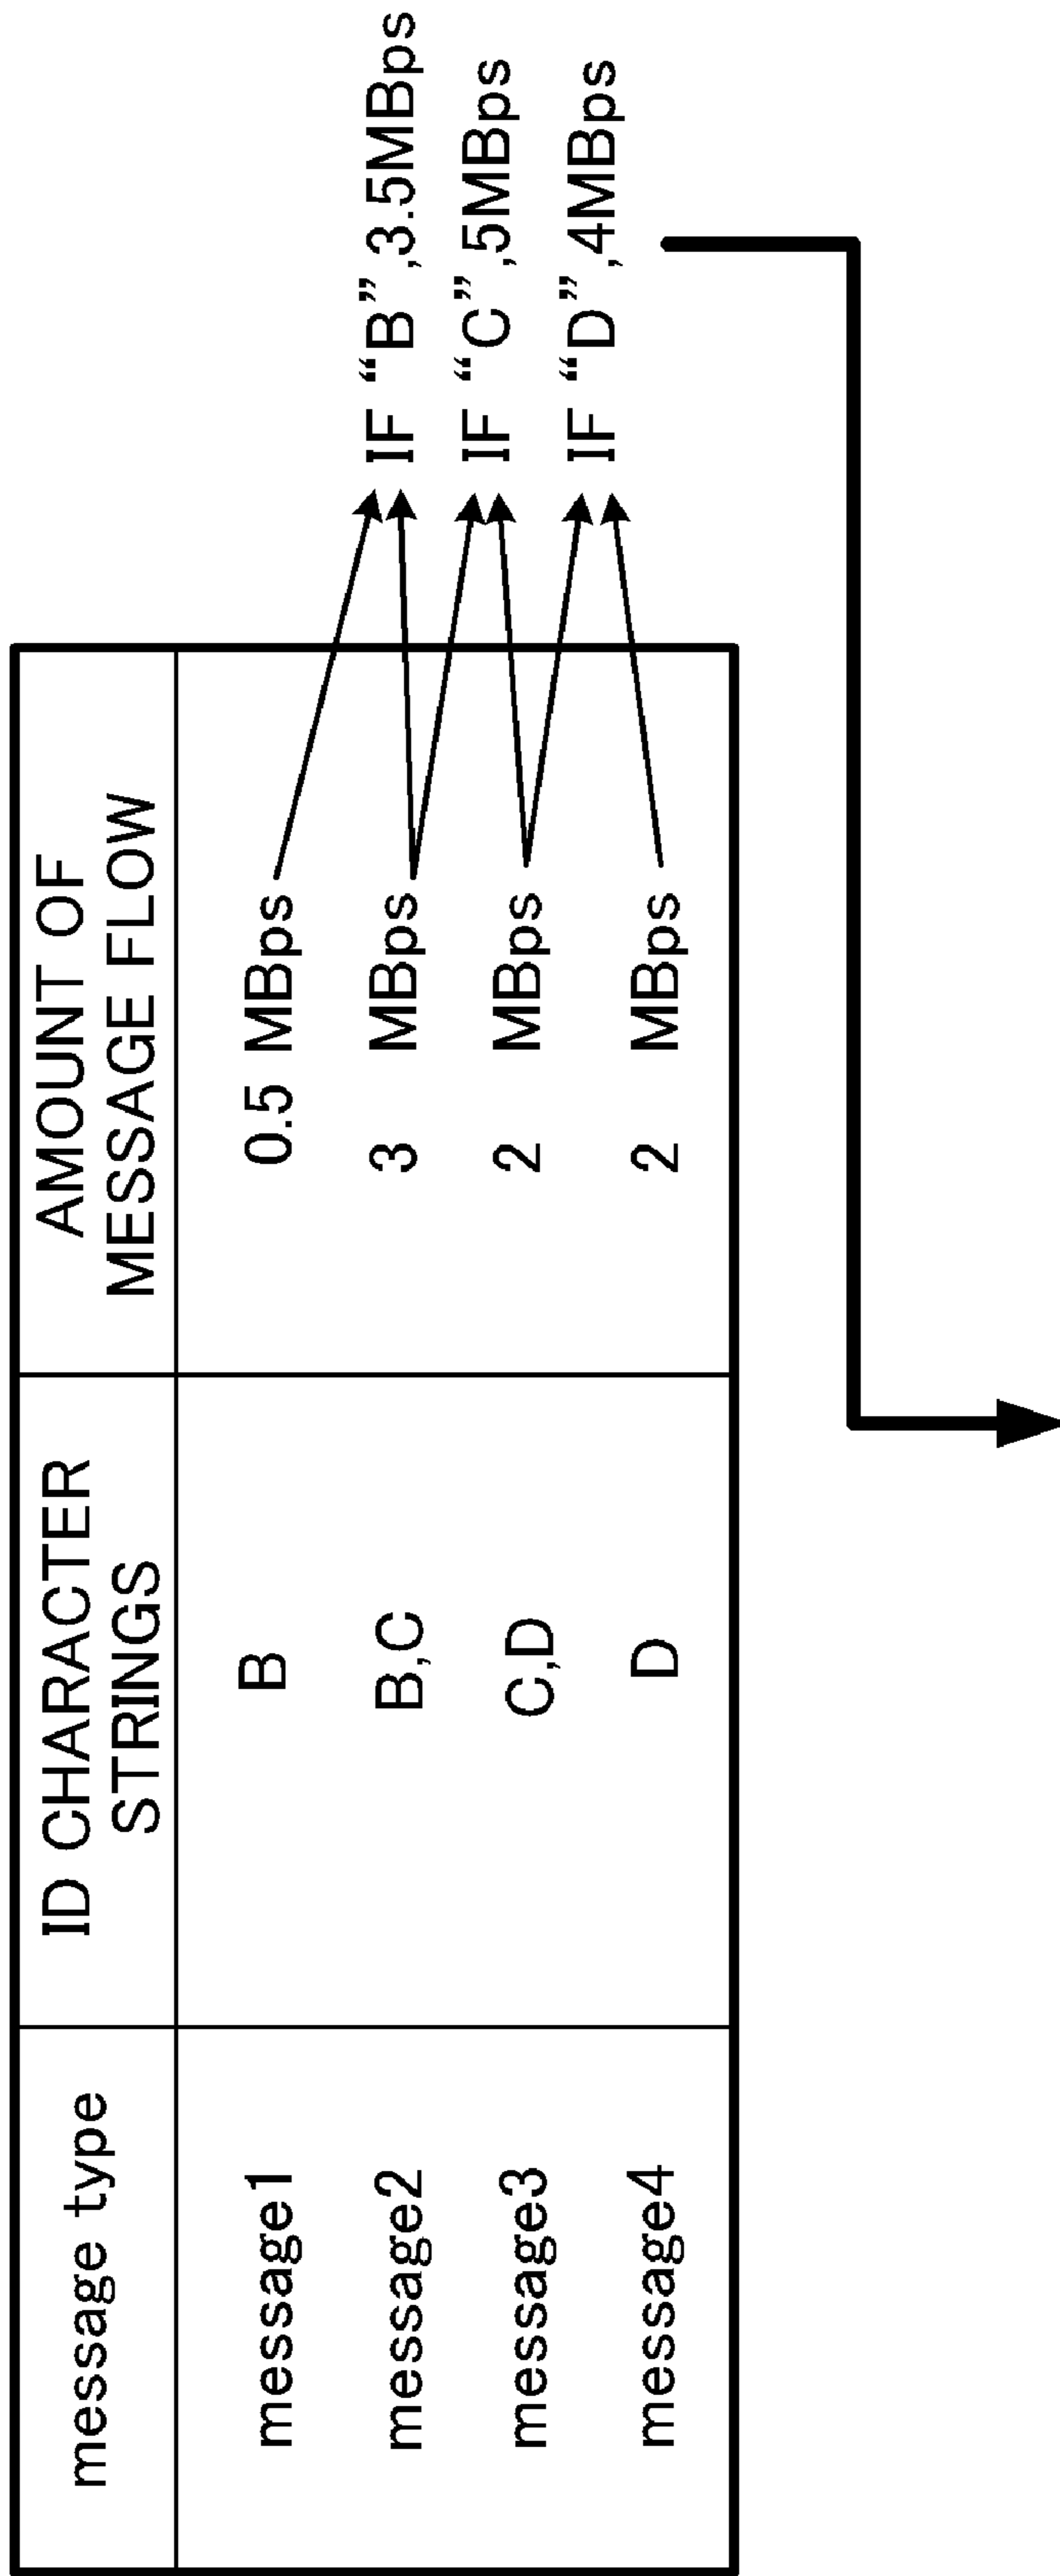 message type
ID CHARACTER
STRINGS
AMOUNT OF
MESSAGE FLOW
message1
B
0.5 MBps
message2
B,C
3 MBps
message3
C,D
2 MBps
message4
D
2 MBps
IF “B”,3.5MBps
IF “C”,5MBps
IF “D”,4MBps